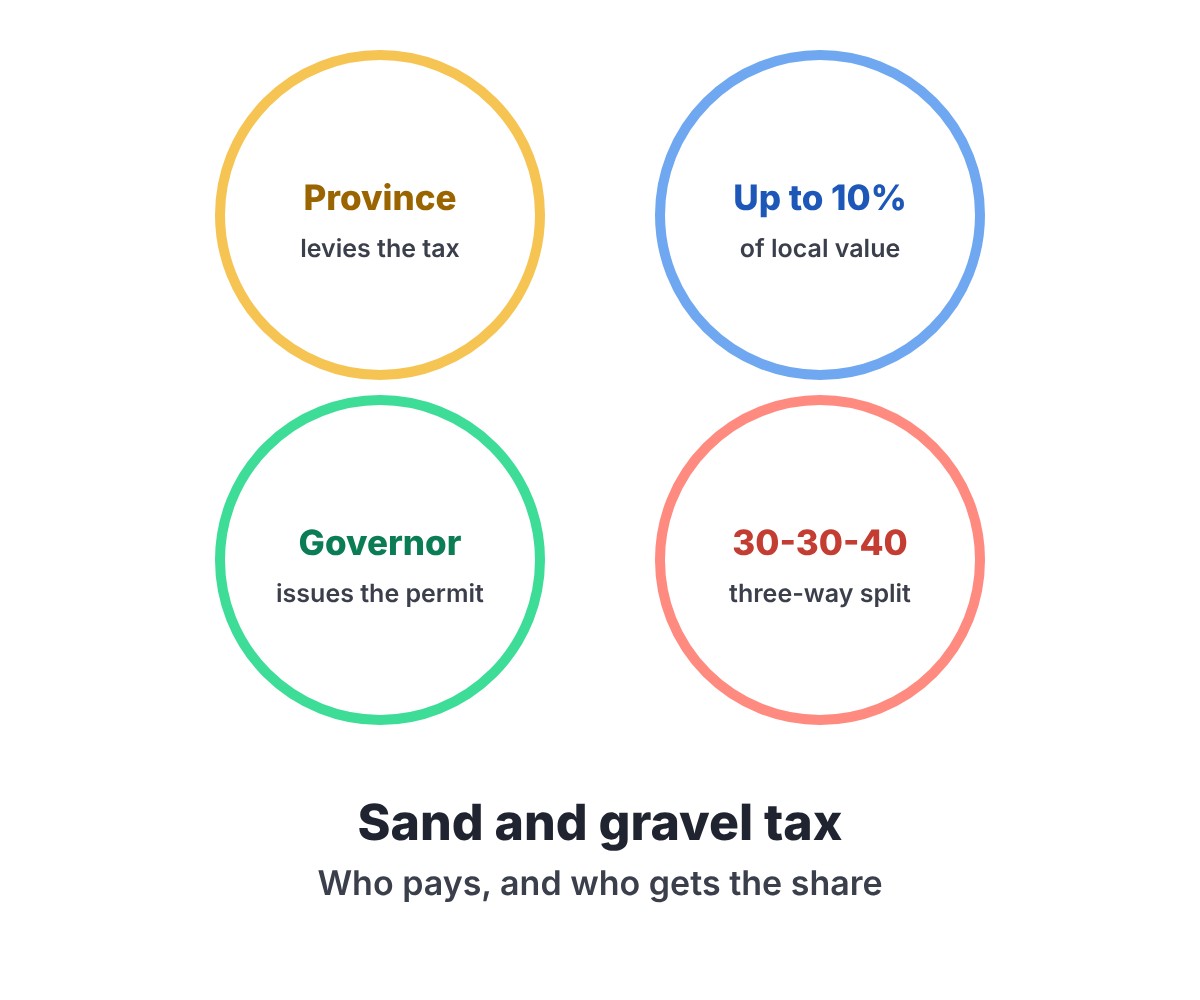 Province
levies the tax
Up to 10%
of local value
Governor
issues the permit
30-30-40
three-way split
Sand and gravel tax
Who pays, and who gets the share